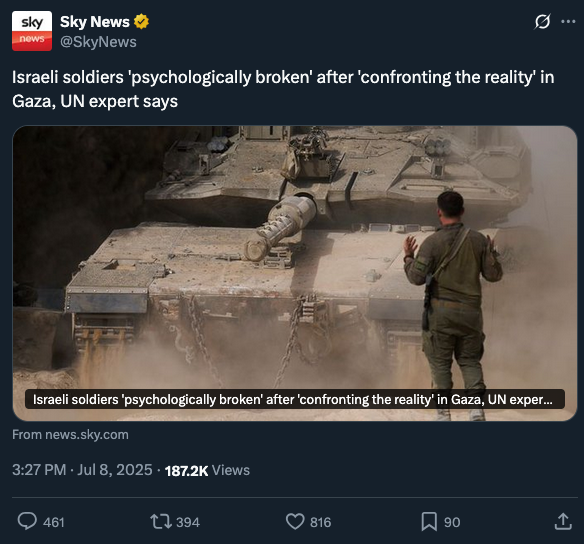 sky
news
Sky News
@SkyNews
Israeli soldiers 'psychologically broken' after 'confronting the reality' in
Gaza, UN expert says
Israeli soldiers 'psychologically broken' after 'confronting the reality' in Gaza, UN exper...
From news.sky.com
3:27 PM · Jul 8, 2025 · 187.2K Views
461 394 816 90